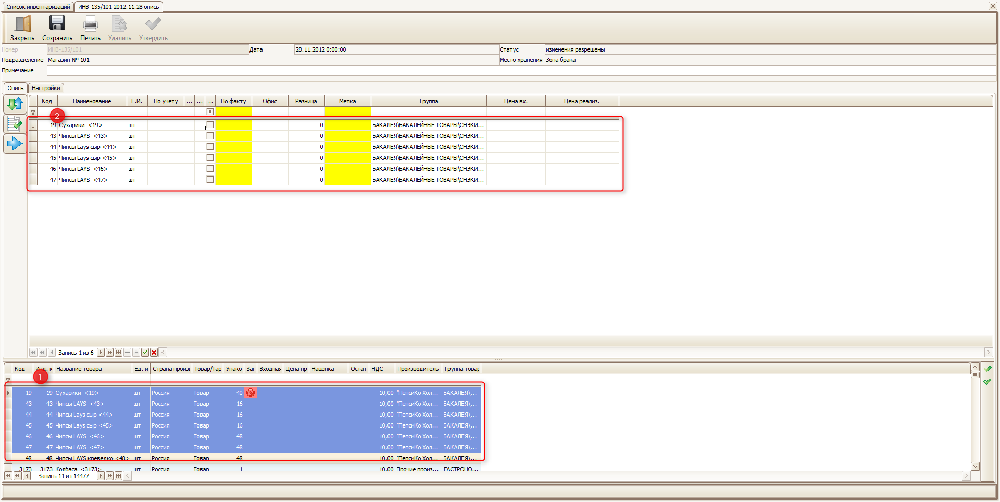 Список инвентаризаций ИНВ-135/101 2012.11.28 опись
Закрыть Сохранить Печать Удалить Утвердить
Номер ИНВ-135/101 Дата 28.11.2012 0:00:00 Статус изменения разрешены
Подразделение Магазин № 101 Место хранения Зона брака
Примечание
Опись Настройки
Код Наименование Е.И. По учету ... ... ... По факту Офис Разница Метка Группа Цена вх. Цена реализ.
2
19 Сухарики <19> шт 0 БАКАЛЕЯ\БАКАЛЕЙНЫЕ ТОВАРЫ\СНЭКИ...
43 Чипсы LAYS <43> шт 0 БАКАЛЕЯ\БАКАЛЕЙНЫЕ ТОВАРЫ\СНЭКИ...
44 Чипсы Lays сыр <44> шт 0 БАКАЛЕЯ\БАКАЛЕЙНЫЕ ТОВАРЫ\СНЭКИ...
45 Чипсы Lays сыр <45> шт 0 БАКАЛЕЯ\БАКАЛЕЙНЫЕ ТОВАРЫ\СНЭКИ...
46 Чипсы LAYS <46> шт 0 БАКАЛЕЯ\БАКАЛЕЙНЫЕ ТОВАРЫ\СНЭКИ...
47 Чипсы LAYS <47> шт 0 БАКАЛЕЯ\БАКАЛЕЙНЫЕ ТОВАРЫ\СНЭКИ...
Запись 1 из 6
Код Инд. к Название товара Ед. и Страна произв Товар/Тар Упако Заг Входная Цена пр Наценка Остат НДС Производитель Группа товар
1
19 19 Сухарики <19> шт Россия Товар 40 10,00 "ПепсиКо Хол... БАКАЛЕЯ\...
43 43 Чипсы LAYS <43> шт Россия Товар 16 10,00 "ПепсиКо Хол... БАКАЛЕЯ\...
44 44 Чипсы Lays сыр <44> шт Россия Товар 16 10,00 "ПепсиКо Хол... БАКАЛЕЯ\...
45 45 Чипсы Lays сыр <45> шт Россия Товар 16 10,00 "ПепсиКо Хол... БАКАЛЕЯ\...
46 46 Чипсы LAYS <46> шт Россия Товар 48 10,00 "ПепсиКо Хол... БАКАЛЕЯ\...
47 47 Чипсы LAYS <47> шт Россия Товар 48 10,00 "ПепсиКо Хол... БАКАЛЕЯ\...
48 48 Чипсы LAYS креведко <48> шт Россия Товар 48 10,00 "ПепсиКо Хол... БАКАЛЕЯ\...
3173 3173 Колбаса <3173> шт Россия Товар 1 10,00 Прочие произ... ГАСТРОНО...
Запись 11 из 14477